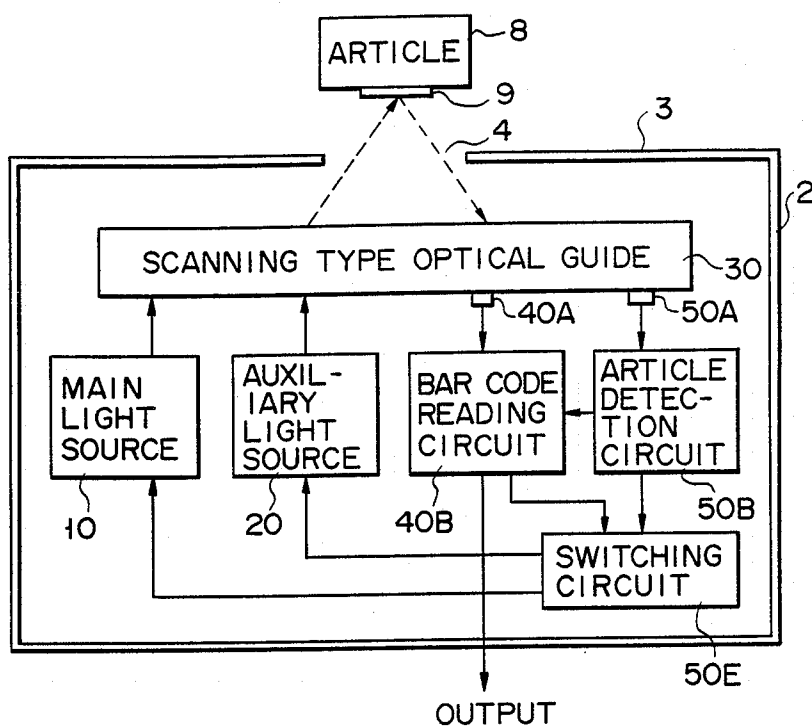 8
ARTICLE
9
4
3
2
SCANNING TYPE OPTICAL GUIDE
30
40A
50A
MAIN
LIGHT
SOURCE
10
AUXIL-
IARY
LIGHT
SOURCE
20
BAR CODE
READING
CIRCUIT
40B
ARTICLE
DETEC-
TION
CIRCUIT
50B
SWITCHING
CIRCUIT
50E
OUTPUT